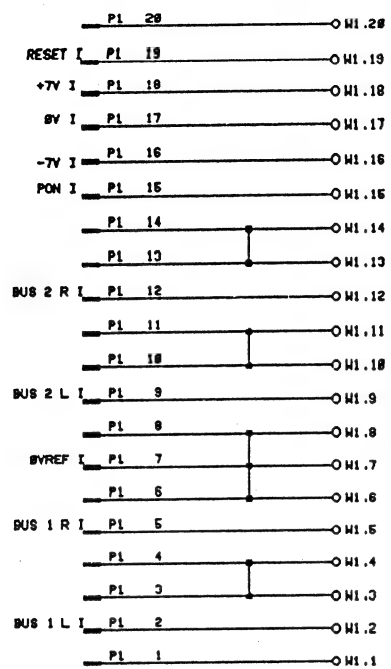 P1 20 W1.20
RESET I P1 19 W1.19
+7V I P1 18 W1.18
0V I P1 17 W1.17
-7V I P1 16 W1.16
PON I P1 15 W1.15
P1 14 W1.14
P1 13 W1.13
BUS 2 R I P1 12 W1.12
P1 11 W1.11
P1 10 W1.10
BUS 2 L I P1 9 W1.9
P1 8 W1.8
0VREF I P1 7 W1.7
P1 6 W1.6
BUS 1 R I P1 5 W1.5
P1 4 W1.4
P1 3 W1.3
BUS 1 L I P1 2 W1.2
P1 1 W1.1